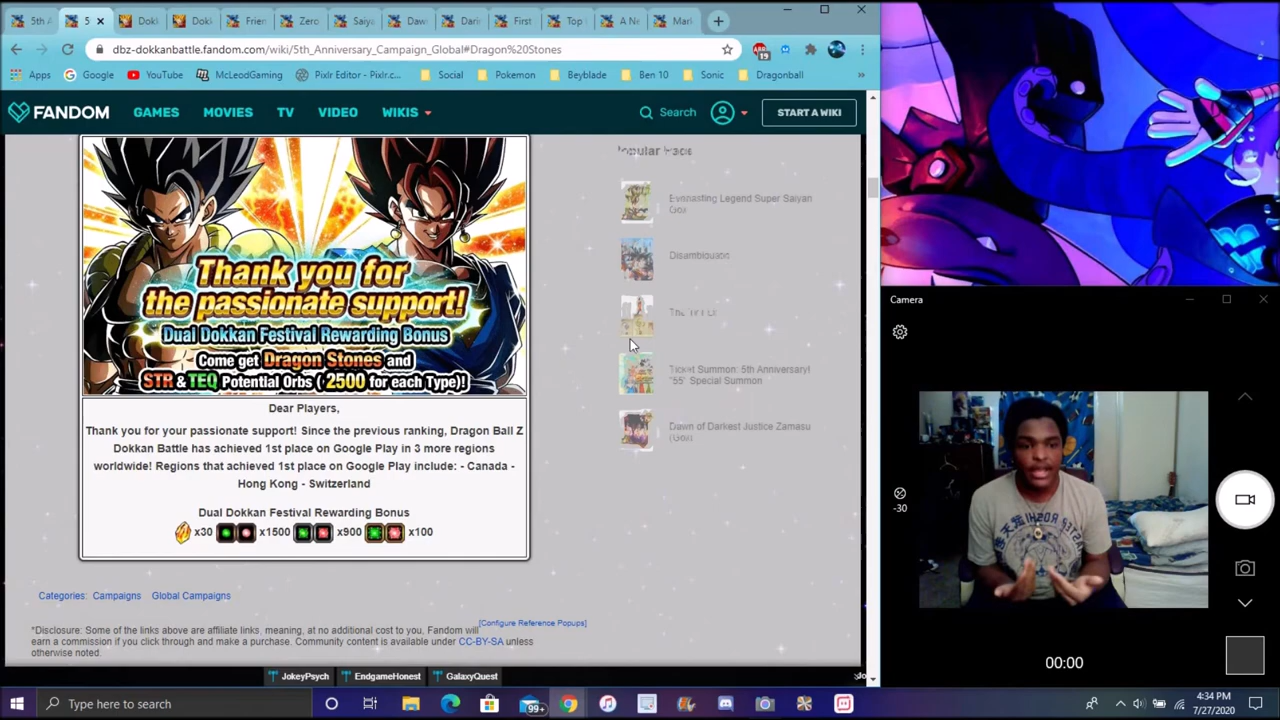 5th A
5
Dokk
Dokk
Frien
Zero
Saiya
Daw
Darin
First
Top
A Ne
Mark
dbz-dokkanbattle.fandom.com/wiki/5th_Anniversary_Campaign_Global#Dragon%20Stones
ABP
19
Apps
Google
YouTube
McLeodGaming
Pixlr Editor - Pixlr.c...
Social
Pokemon
Beyblade
Ben 10
Sonic
Dragonball
»
FANDOM
GAMES
MOVIES
TV
VIDEO
WIKIS
Search
START A WIKI
Thank you for
the passionate support!
Dual Dokkan Festival Rewarding Bonus
Come get Dragon Stones and
STR & TEQ Potential Orbs ( 2500 for each Type)!
Dear Players,
Thank you for your passionate support! Since the previous ranking, Dragon Ball Z
Dokkan Battle has achieved 1st place on Google Play in 3 more regions
worldwide! Regions that achieved 1st place on Google Play include: - Canada -
Hong Kong - Switzerland
Dual Dokkan Festival Rewarding Bonus
x30 x1500 x900 x100
Everlasting Legend Super Saiyan
Disambiguation
Ticket Summon: 5th Anniversary!
"55" Special Summon
Dawn of Darkest Justice Zamasu
Categories: Campaigns Global Campaigns
[Configure Reference Popups]
*Disclosure: Some of the links above are affiliate links, meaning, at no additional cost to you, Fandom will
earn a commission if you click through and make a purchase. Community content is available under CC-BY-SA unless
otherwise noted.
JokeyPsych
EndgameHonest
GalaxyQuest
Camera
-30
00:00
Type here to search
99+
4:34 PM
7/27/2020